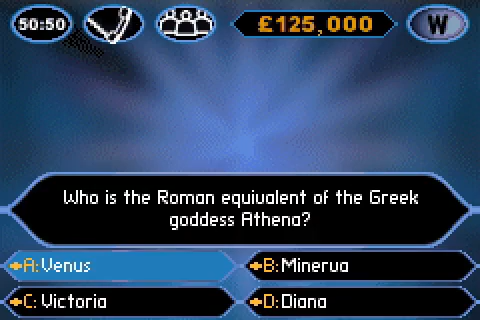 50:50
£125,000
W
Who is the Roman equivalent of the Greek
goddess Athena?
A: Venus
B: Minerva
C: Victoria
D: Diana